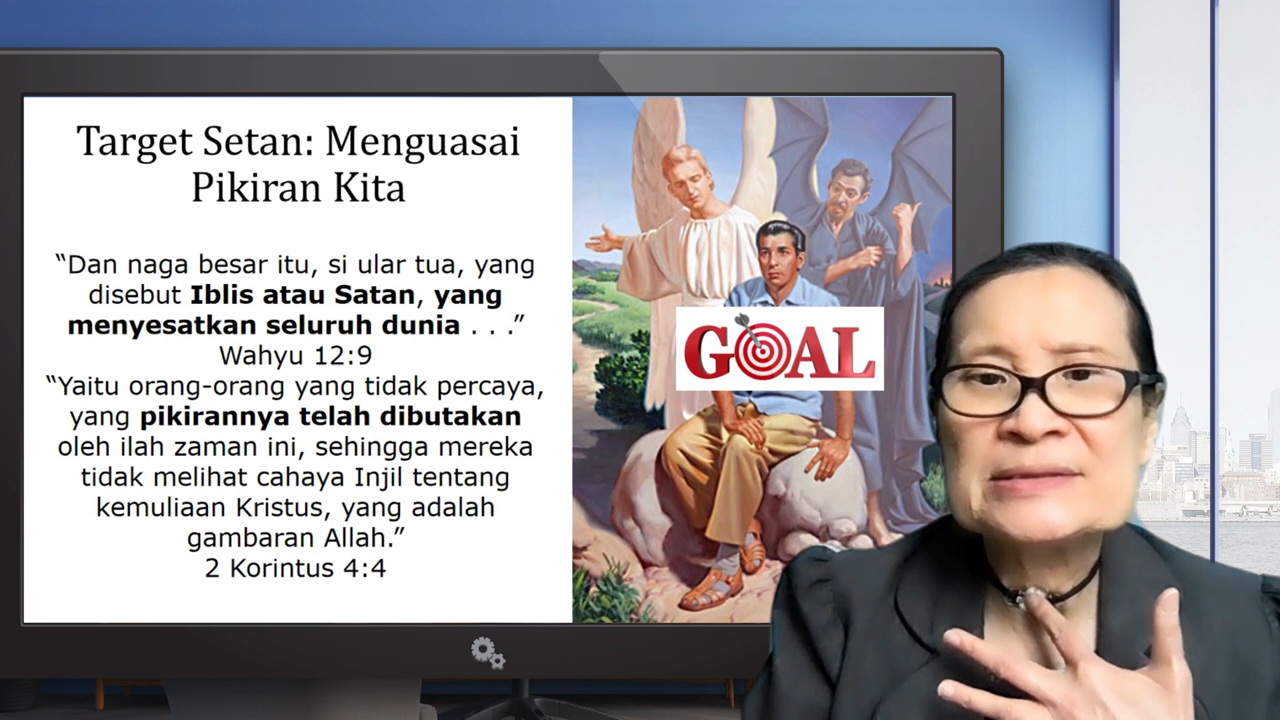 Target Setan: Menguasai
Pikiran Kita
“Dan naga besar itu, si ular tua, yang
disebut Iblis atau Satan, yang
menyesatkan seluruh dunia . . .”
Wahyu 12:9
“Yaitu orang-orang yang tidak percaya,
yang pikirannya telah dibutakan
oleh ilah zaman ini, sehingga mereka
tidak melihat cahaya Injil tentang
kemuliaan Kristus, yang adalah
gambaran Allah.”
2 Korintus 4:4
GOAL